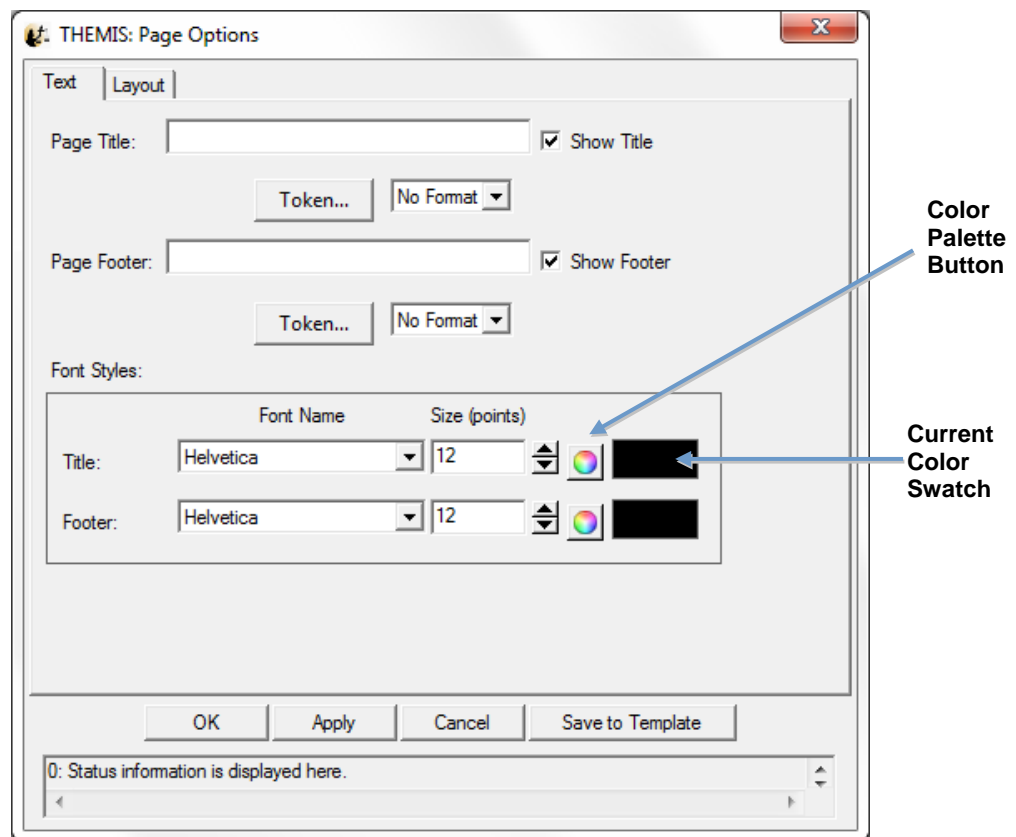 THEMIS: Page Options
Text Layout
Page Title: Show Title
Token... No Format
Page Footer: Show Footer
Token... No Format
Font Styles:
Font Name Size (points)
Title: Helvetica 12
Footer: Helvetica 12
OK Apply Cancel Save to Template
0: Status information is displayed here.
Color
Palette
Button
Current
Color
Swatch